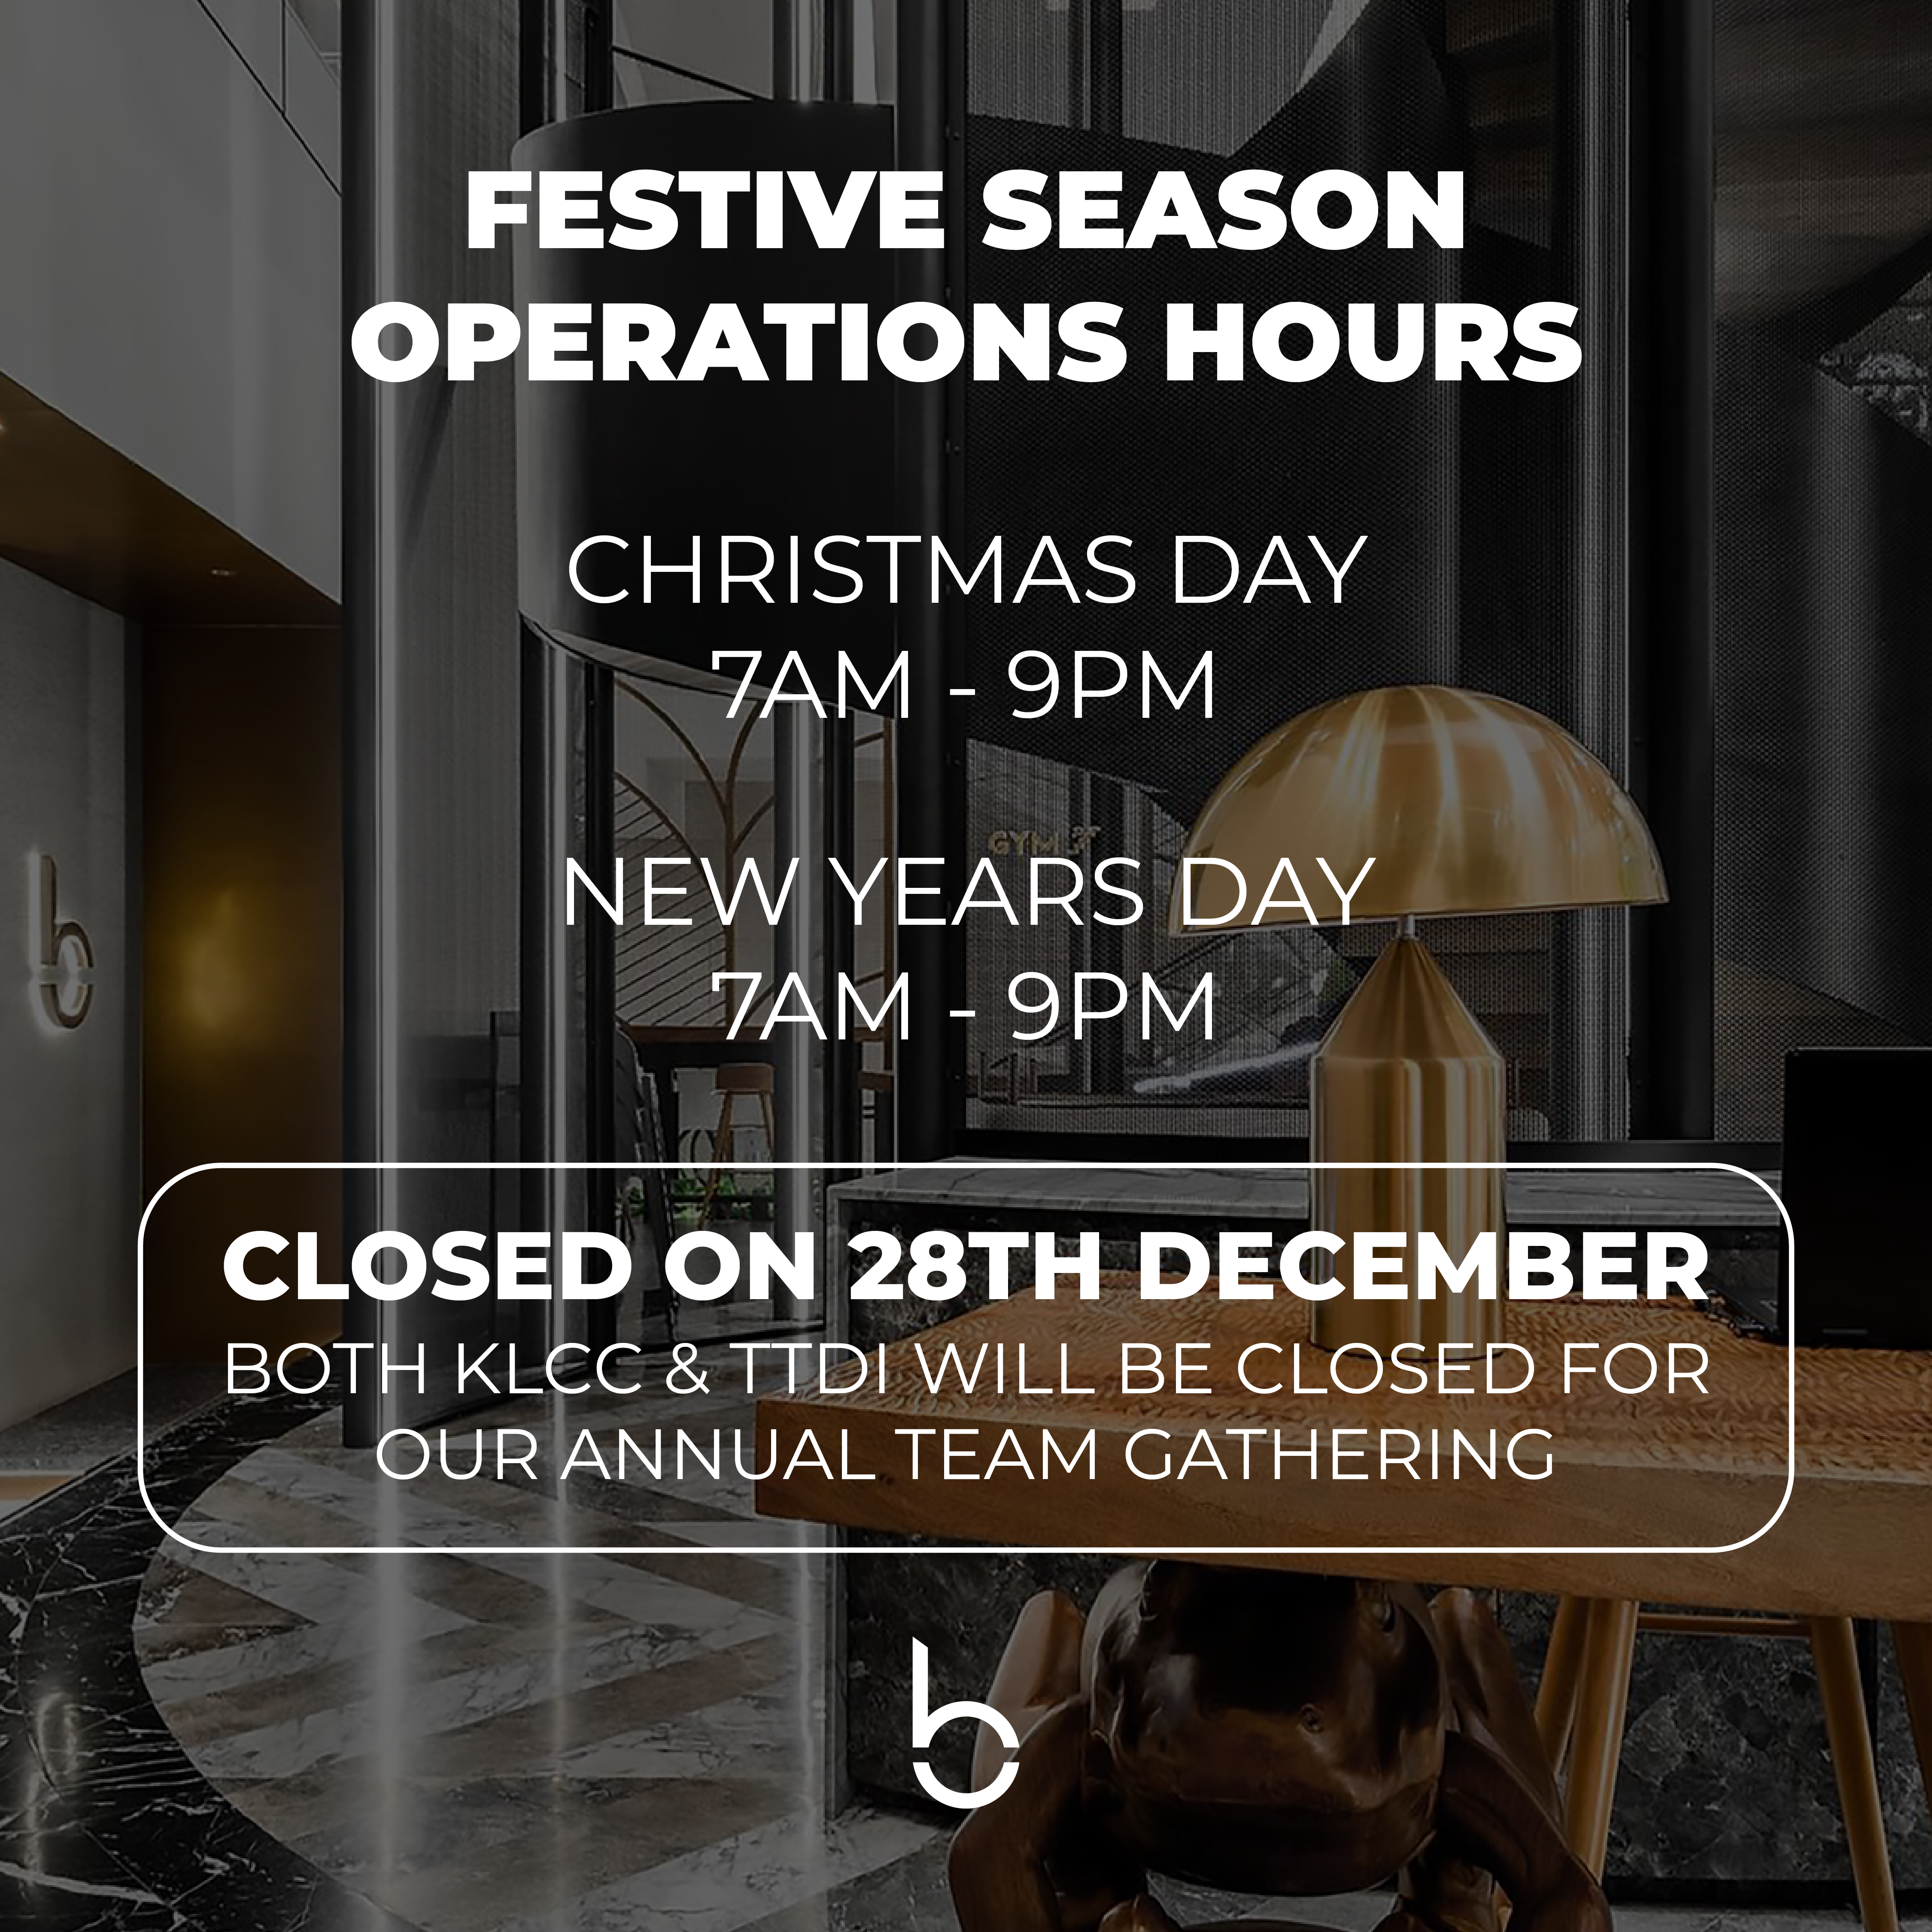 FESTIVE SEASON
OPERATIONS HOURS
CHRISTMAS DAY
7AM - 9PM
GYM
NEW YEARS DAY
7AM - 9PM
b
CLOSED ON 28TH DECEMBER
BOTH KLCC & TTDI WILL BE CLOSED FOR
OUR ANNUAL TEAM GATHERING
b